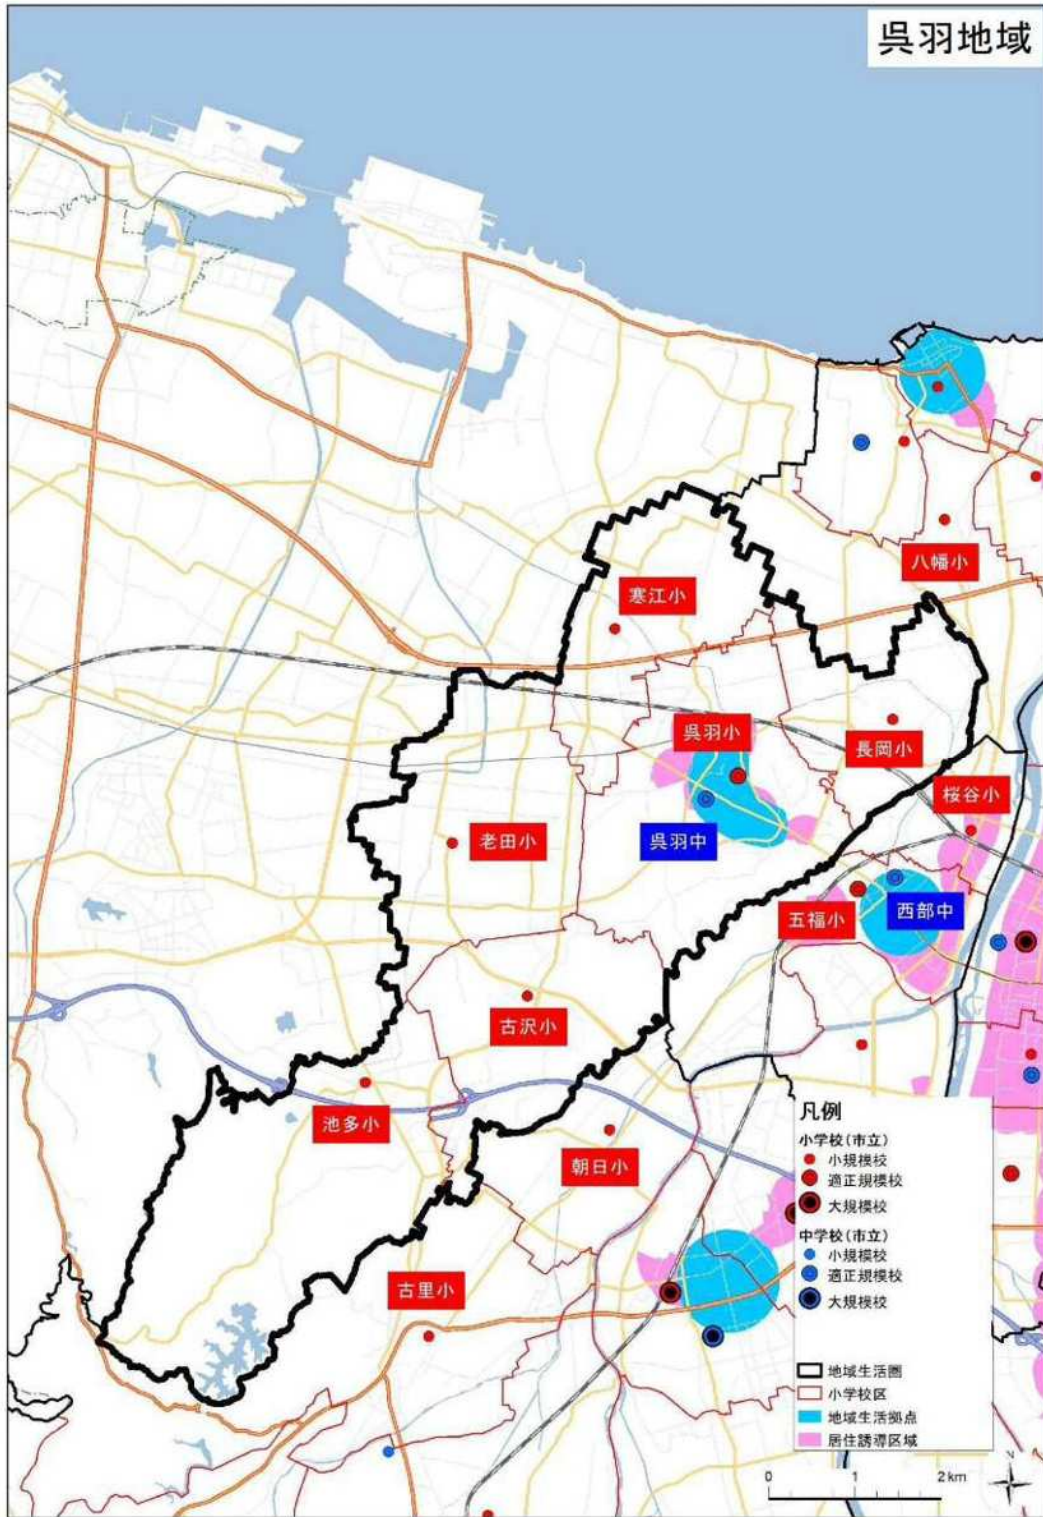 呉羽地域
八幡小
寒江小
呉羽小
長岡小
桜谷小
老田小
呉羽中
五福小
西部中
古沢小
池多小
朝日小
古里小
凡例
小学校(市立)
小規模校
適正規模校
大規模校
中学校(市立)
小規模校
適正規模校
大規模校
地域生活圏
小学校区
地域生活拠点
居住誘導区域
0 1 2 km
N